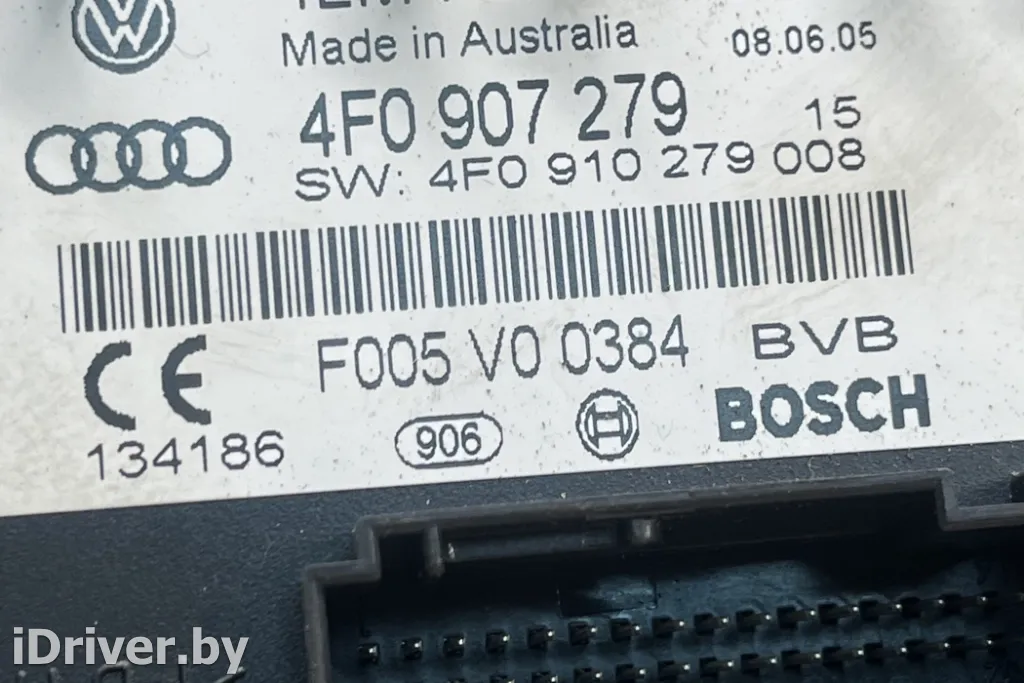 Made in Australia 08.06.05
4F0 907 279 15
SW: 4F0 910 279 008
F005 V0 0384 BVB
134186 906 BOSCH
iDriver.by